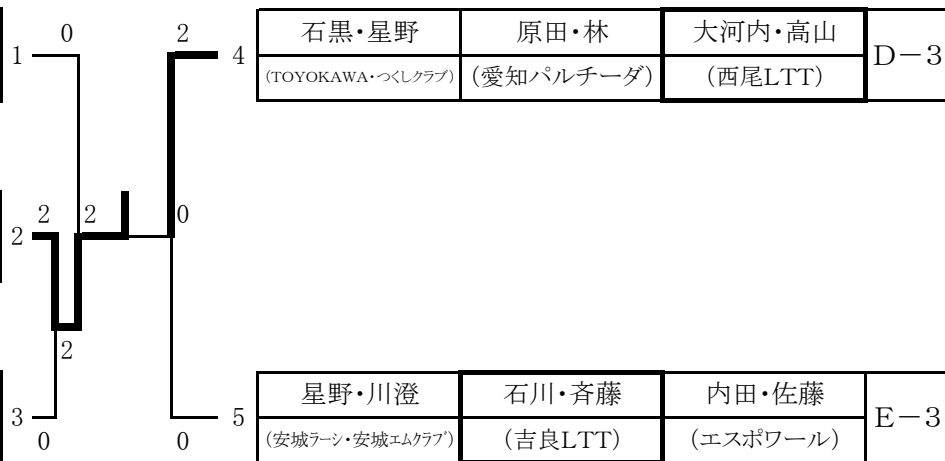 0
2
1
4
石黒・星野 原田・林 大河内・高山 D-3
(TOYOKAWA・つくしクラブ) (愛知パルチーダ) (西尾LTT)
2 2 0
2
2
3
5
0
0
星野・川澄 石川・斉藤 内田・佐藤 E-3
(安城ラーシ・安城エムクラブ) (吉良LTT) (エスポワール)